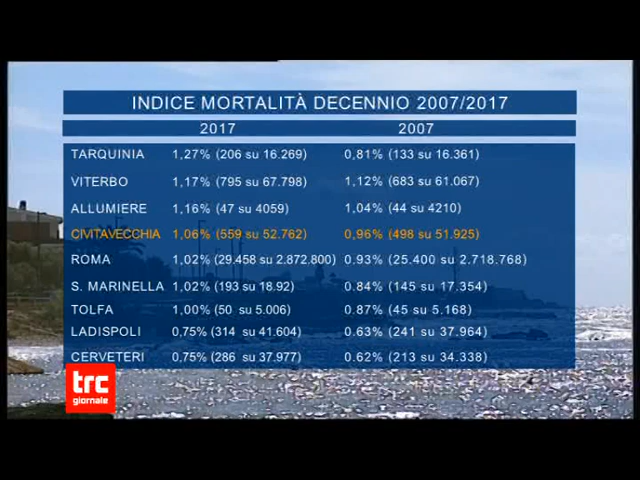 INDICE MORTALITÀ DECENNIO 2007/2017
2017 2007
TARQUINIA 1,27% (206 su 16.269) 0,81% (133 su 16.361)
VITERBO 1,17% (795 su 67.798) 1,12% (683 su 61.067)
ALLUMIERE 1,16% (47 su 4059) 1,04% (44 su 4210)
CIVITAVECCHIA 1,06% (559 su 52.762) 0,96% (498 su 51.925)
ROMA 1,02% (29.458 su 2.872.800) 0.93% (25.400 su 2.718.768)
S. MARINELLA 1,02% (193 su 18.92) 0.84% (145 su 17.354)
TOLFA 1,00% (50 su 5.006) 0.87% (45 su 5.168)
LADISPOLI 0,75% (314 su 41.604) 0.63% (241 su 37.964)
CERVETERI 0,75% (286 su 37.977) 0.62% (213 su 34.338)
trc
giornale